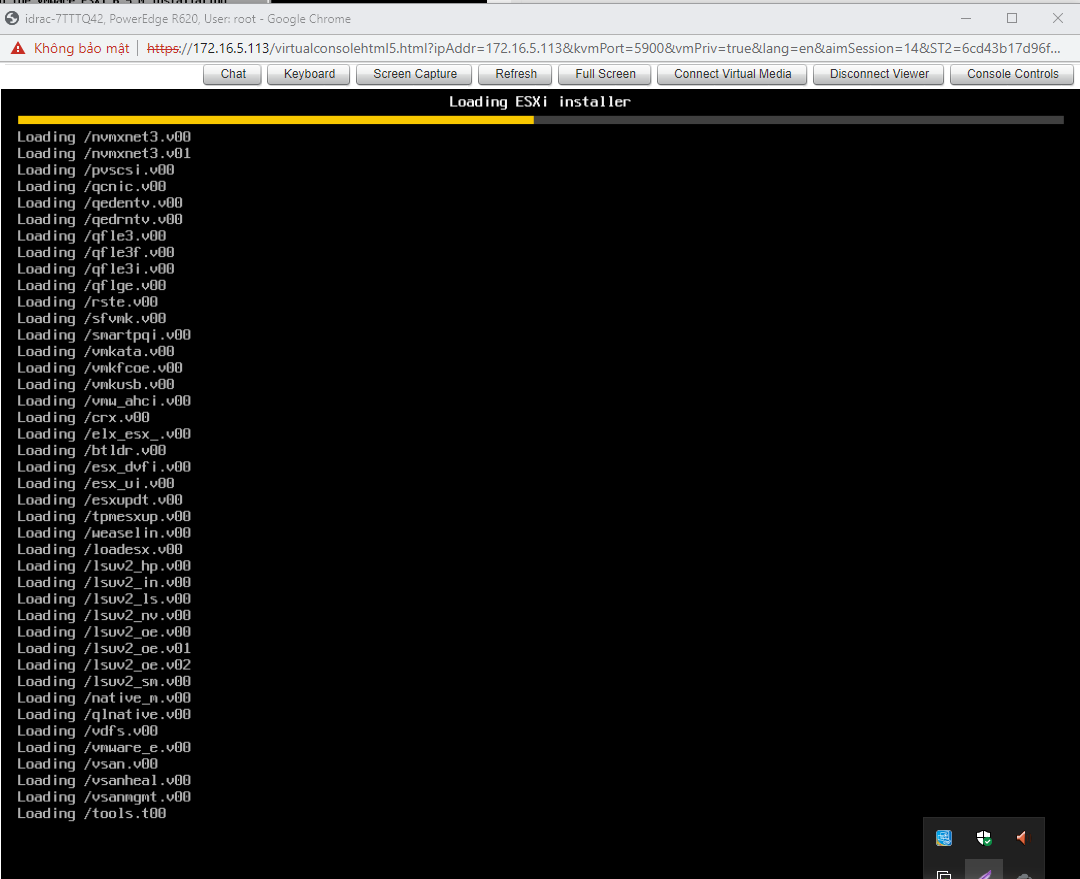 idrac-7TTTQ42, PowerEdge R620, User: root - Google Chrome
Không bảo mật | https://172.16.5.113/virtualconsolehtml5.html?ipAddr=172.16.5.113&kvmPort=5900&vmPriv=true&lang=en&aimSession=14&ST2=6cd43b17d96f...
Chat Keyboard Screen Capture Refresh Full Screen Connect Virtual Media Disconnect Viewer Console Controls
Loading ESXi installer
Loading /nvmxnet3.v00
Loading /nvmxnet3.v01
Loading /pvscsi.v00
Loading /qcnic.v00
Loading /qedentv.v00
Loading /qedrntv.v00
Loading /qfle3.v00
Loading /qfle3f.v00
Loading /qfle3i.v00
Loading /qflge.v00
Loading /rste.v00
Loading /sfvmk.v00
Loading /smartpqi.v00
Loading /vmkata.v00
Loading /vmkfcoe.v00
Loading /vmkusb.v00
Loading /vmw_ahci.v00
Loading /crx.v00
Loading /elx_esx_.v00
Loading /btldr.v00
Loading /esx_dvfi.v00
Loading /esx_ui.v00
Loading /esxupdt.v00
Loading /tpmesxup.v00
Loading /weaselin.v00
Loading /loadesx.v00
Loading /lsuv2_hp.v00
Loading /lsuv2_in.v00
Loading /lsuv2_ls.v00
Loading /lsuv2_nv.v00
Loading /lsuv2_oe.v00
Loading /lsuv2_oe.v01
Loading /lsuv2_oe.v02
Loading /lsuv2_sm.v00
Loading /native_m.v00
Loading /qlnative.v00
Loading /vdfs.v00
Loading /vmware_e.v00
Loading /vsan.v00
Loading /vsanheal.v00
Loading /vsanmgmt.v00
Loading /tools.t00